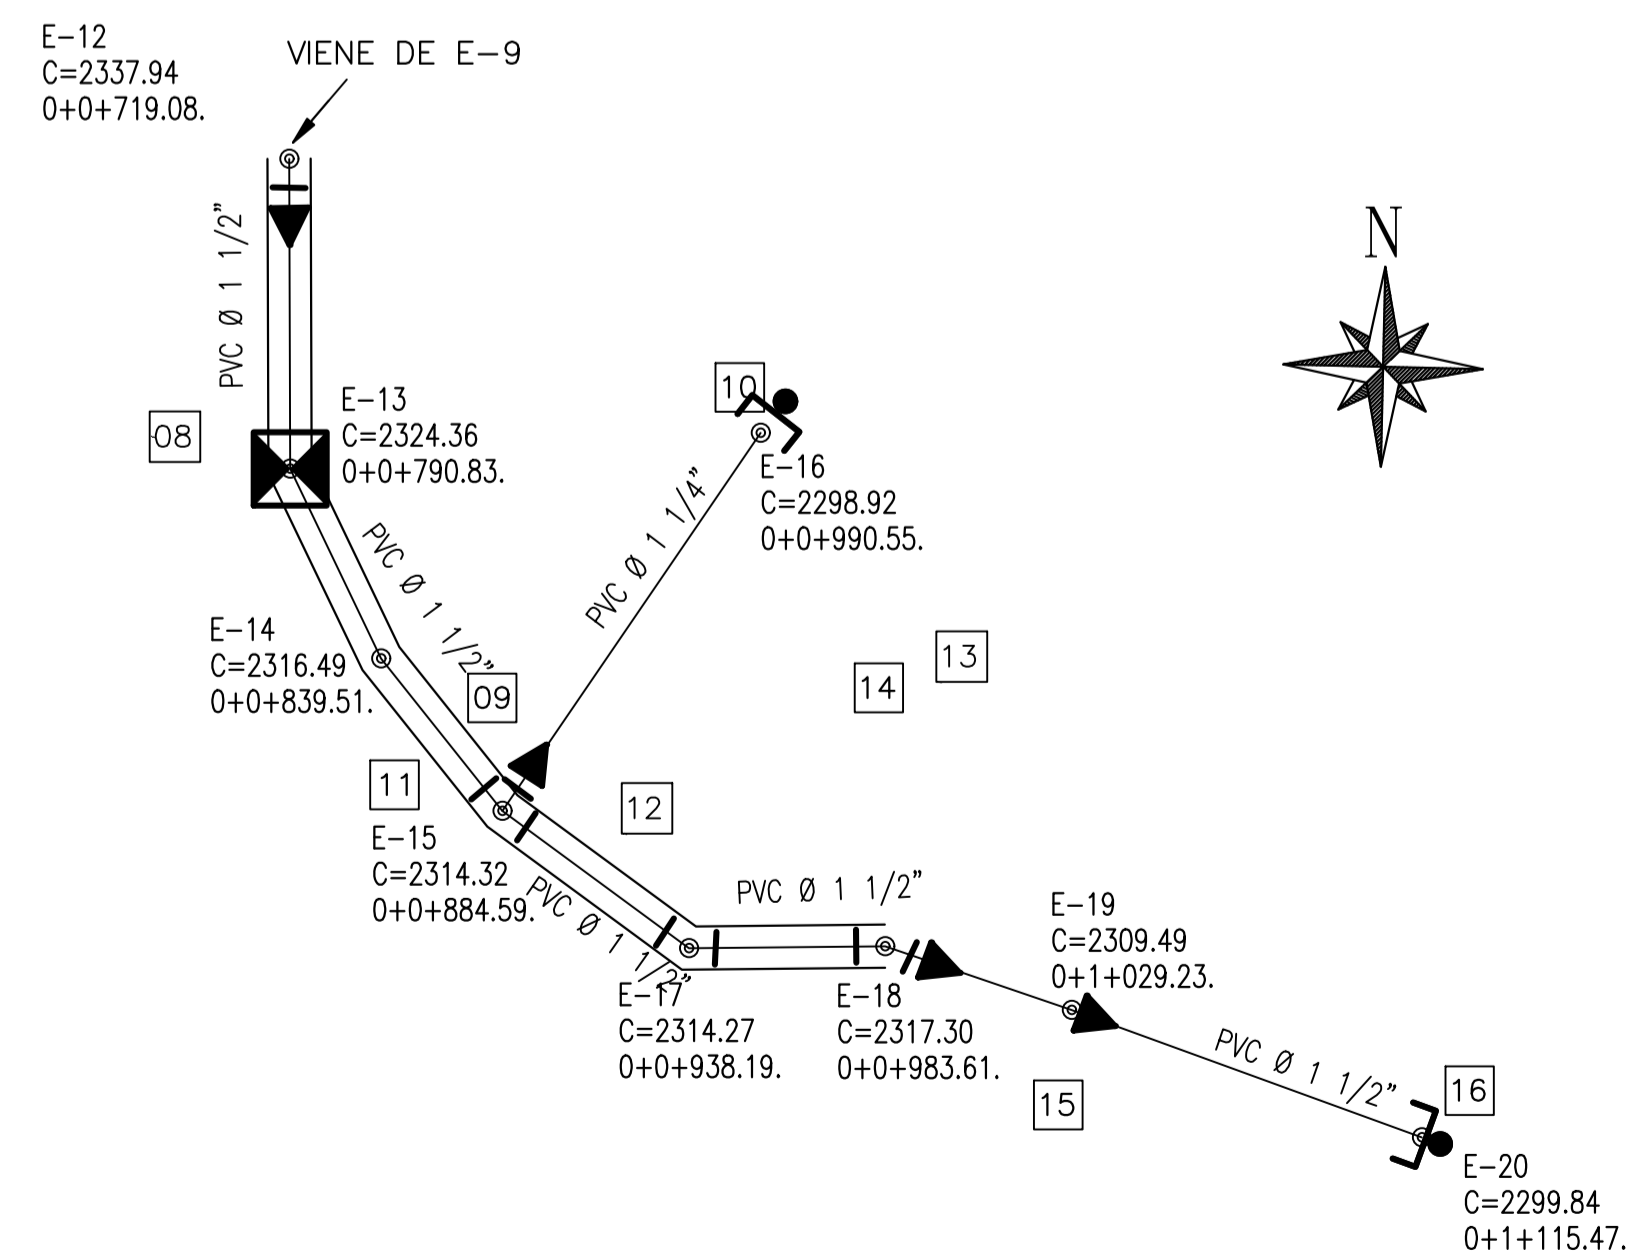 E-12
C=2337.94
0+0+719.08.
VIENE DE E-9
PVC Ø 1 1/2"
N
08
E-13
C=2324.36
0+0+790.83.
10
E-16
C=2298.92
0+0+990.55.
PVC Ø 1 1/4"
PVC Ø 1 1/2"
E-14
C=2316.49
0+0+839.51.
09
14
13
11
12
E-15
C=2314.32
0+0+884.59.
PVC Ø 1 1/2"
PVC Ø 1 1/2"
E-17
C=2314.27
0+0+938.19.
E-18
C=2317.30
0+0+983.61.
E-19
C=2309.49
0+1+029.23.
PVC Ø 1 1/2"
15
16
E-20
C=2299.84
0+1+115.47.